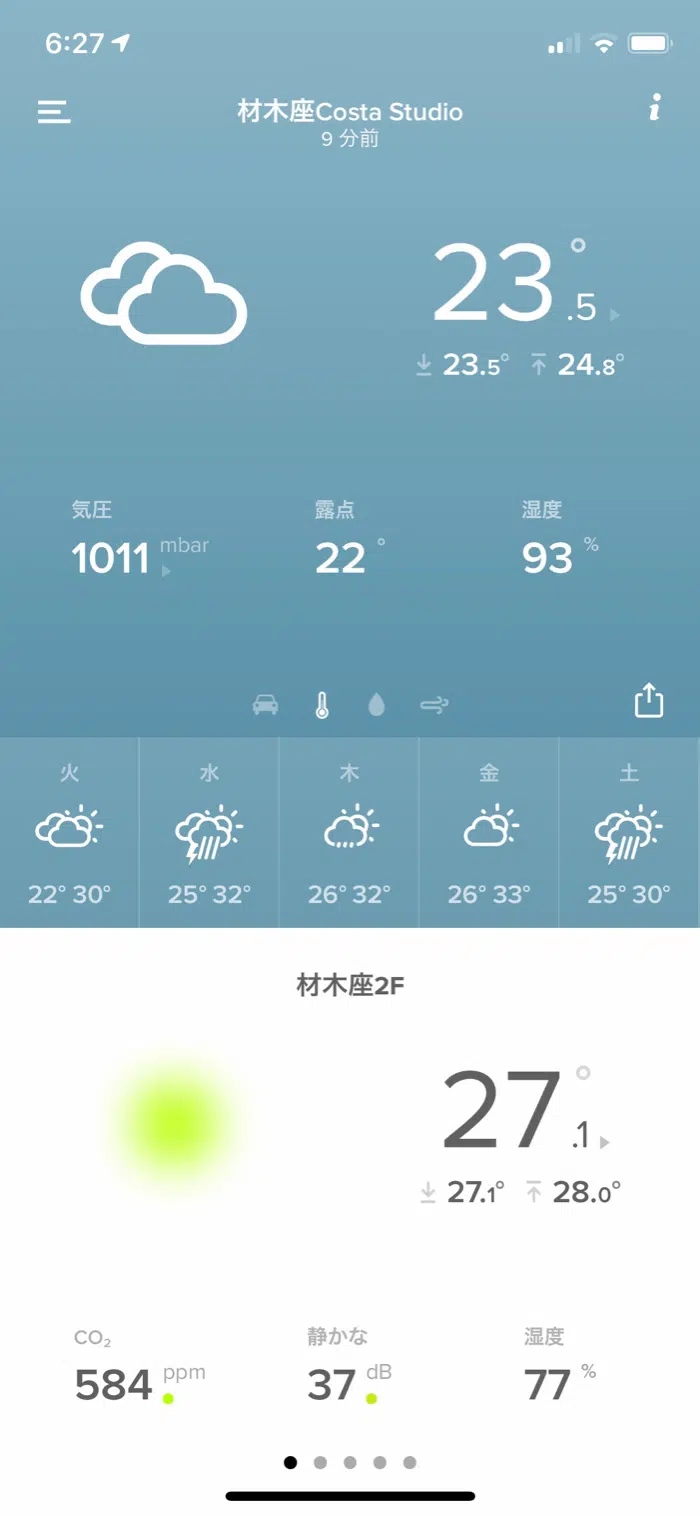 6:27
材木座Costa Studio
9 分前
23.5°
23.5° 24.8°
気圧 露点 湿度
1011 mbar 22° 93 %
火 水 木 金 土
22° 30° 25° 32° 26° 32° 26° 33° 25° 30°
材木座2F
27.1°
27.1° 28.0°
CO₂ 静かな 湿度
584 ppm 37 dB 77 %